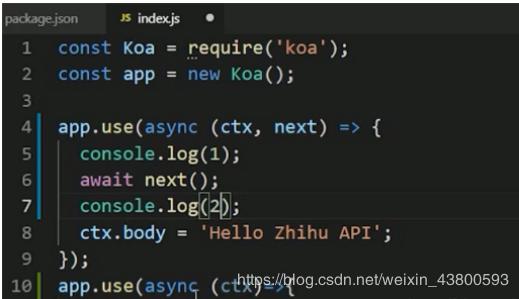 package.json JS index.js
1 const Koa = require('koa');
2 const app = new Koa();
3
4 app.use(async (ctx, next) => {
5 console.log(1);
6 await next();
7 console.log(2);
8 ctx.body = 'Hello Zhihu API';
9 });
10 app.use(async (ctx)=>{
https://blog.csdn.net/weixin_43800593